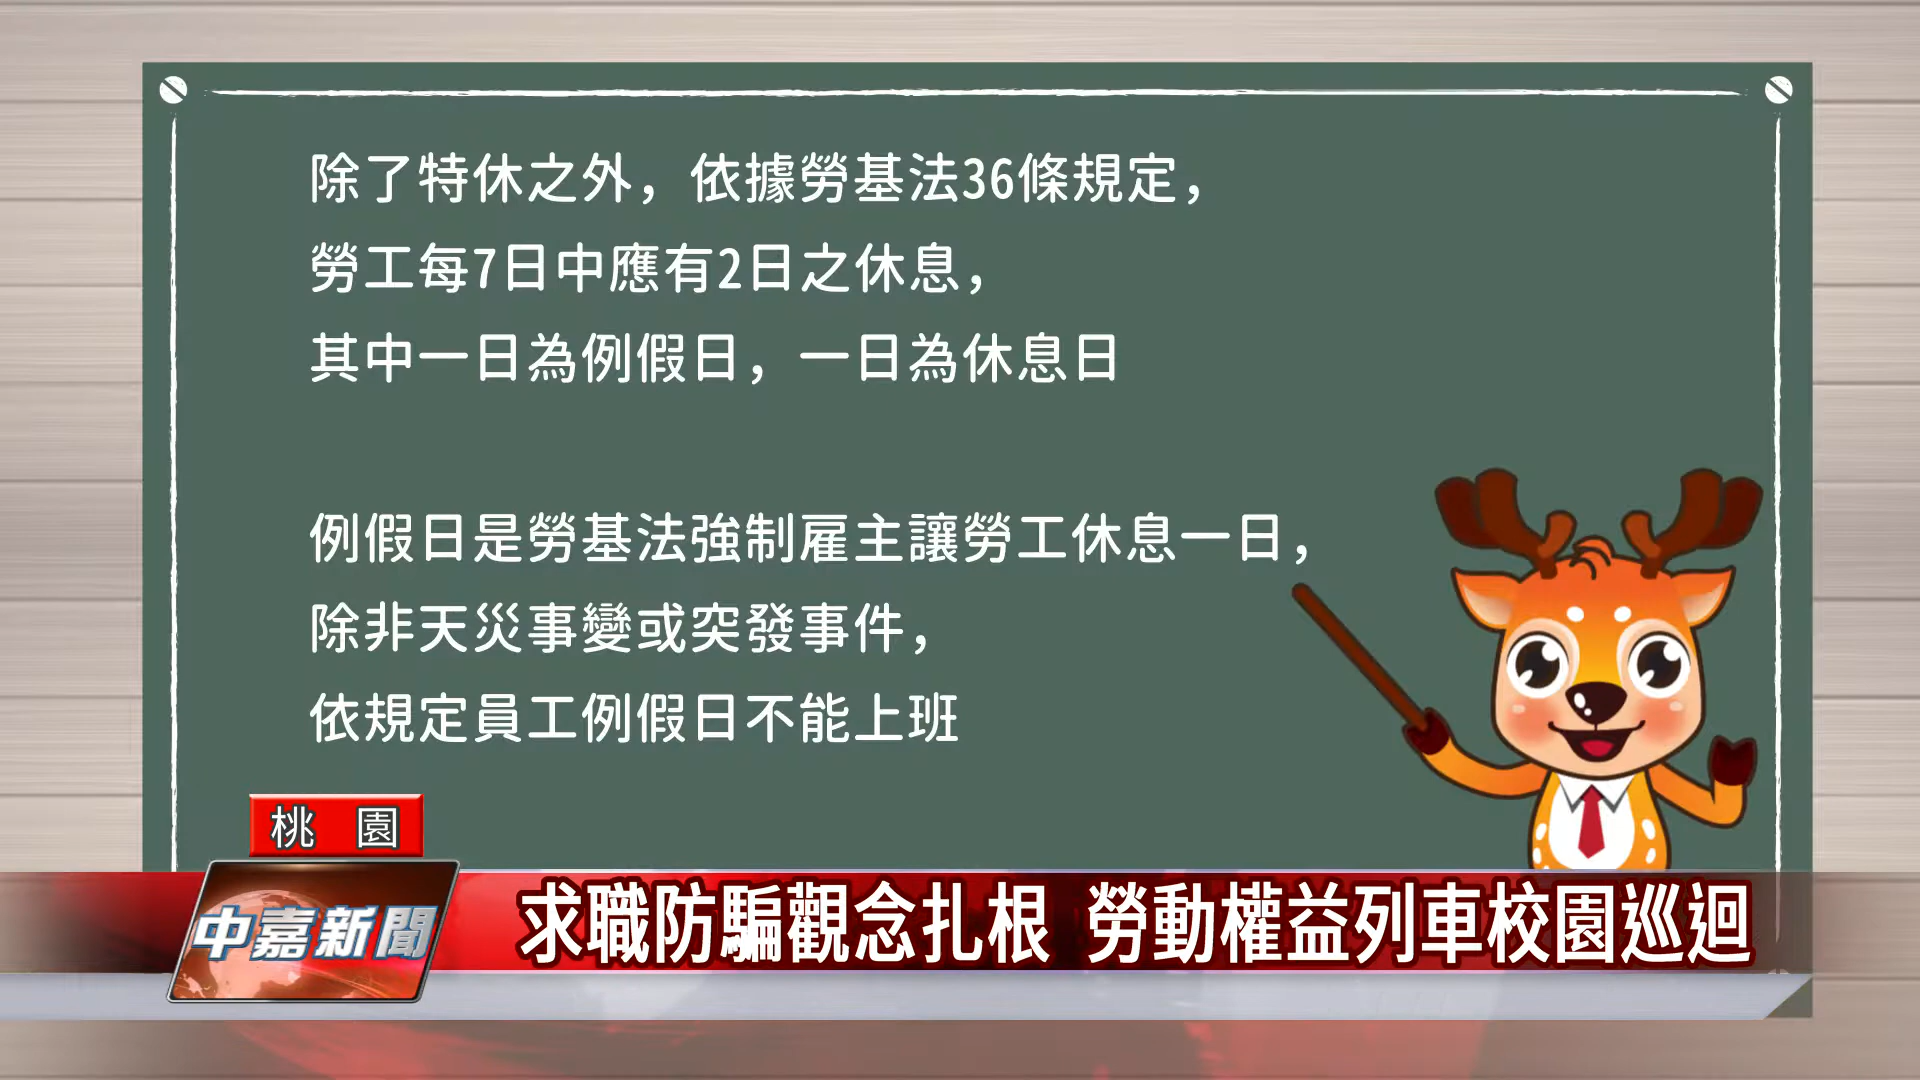 除了特休之外，依據勞基法36條規定，
勞工每7日中應有2日之休息，
其中一日為例假日，一日為休息日
例假日是勞基法強制雇主讓勞工休息一日，
除非天災事變或突發事件，
依規定員工例假日不能上班
桃園
中嘉新聞
求職防騙觀念扎根 勞動權益列車校園巡迴